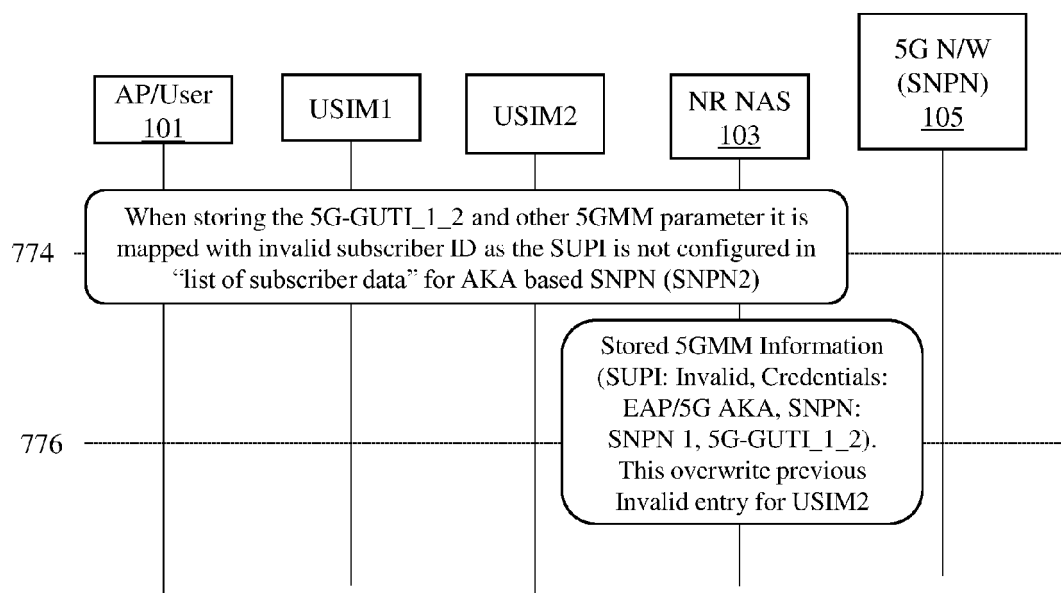 5G N/W
(SNPN)
105
AP/User
101
USIM1
USIM2
NR NAS
103
774
When storing the 5G-GUTI_1_2 and other 5GMM parameter it is
mapped with invalid subscriber ID as the SUPI is not configured in
“list of subscriber data” for AKA based SNPN (SNPN2)
776
Stored 5GMM Information
(SUPI: Invalid, Credentials:
EAP/5G AKA, SNPN:
SNPN 1, 5G-GUTI_1_2).
This overwrite previous
Invalid entry for USIM2